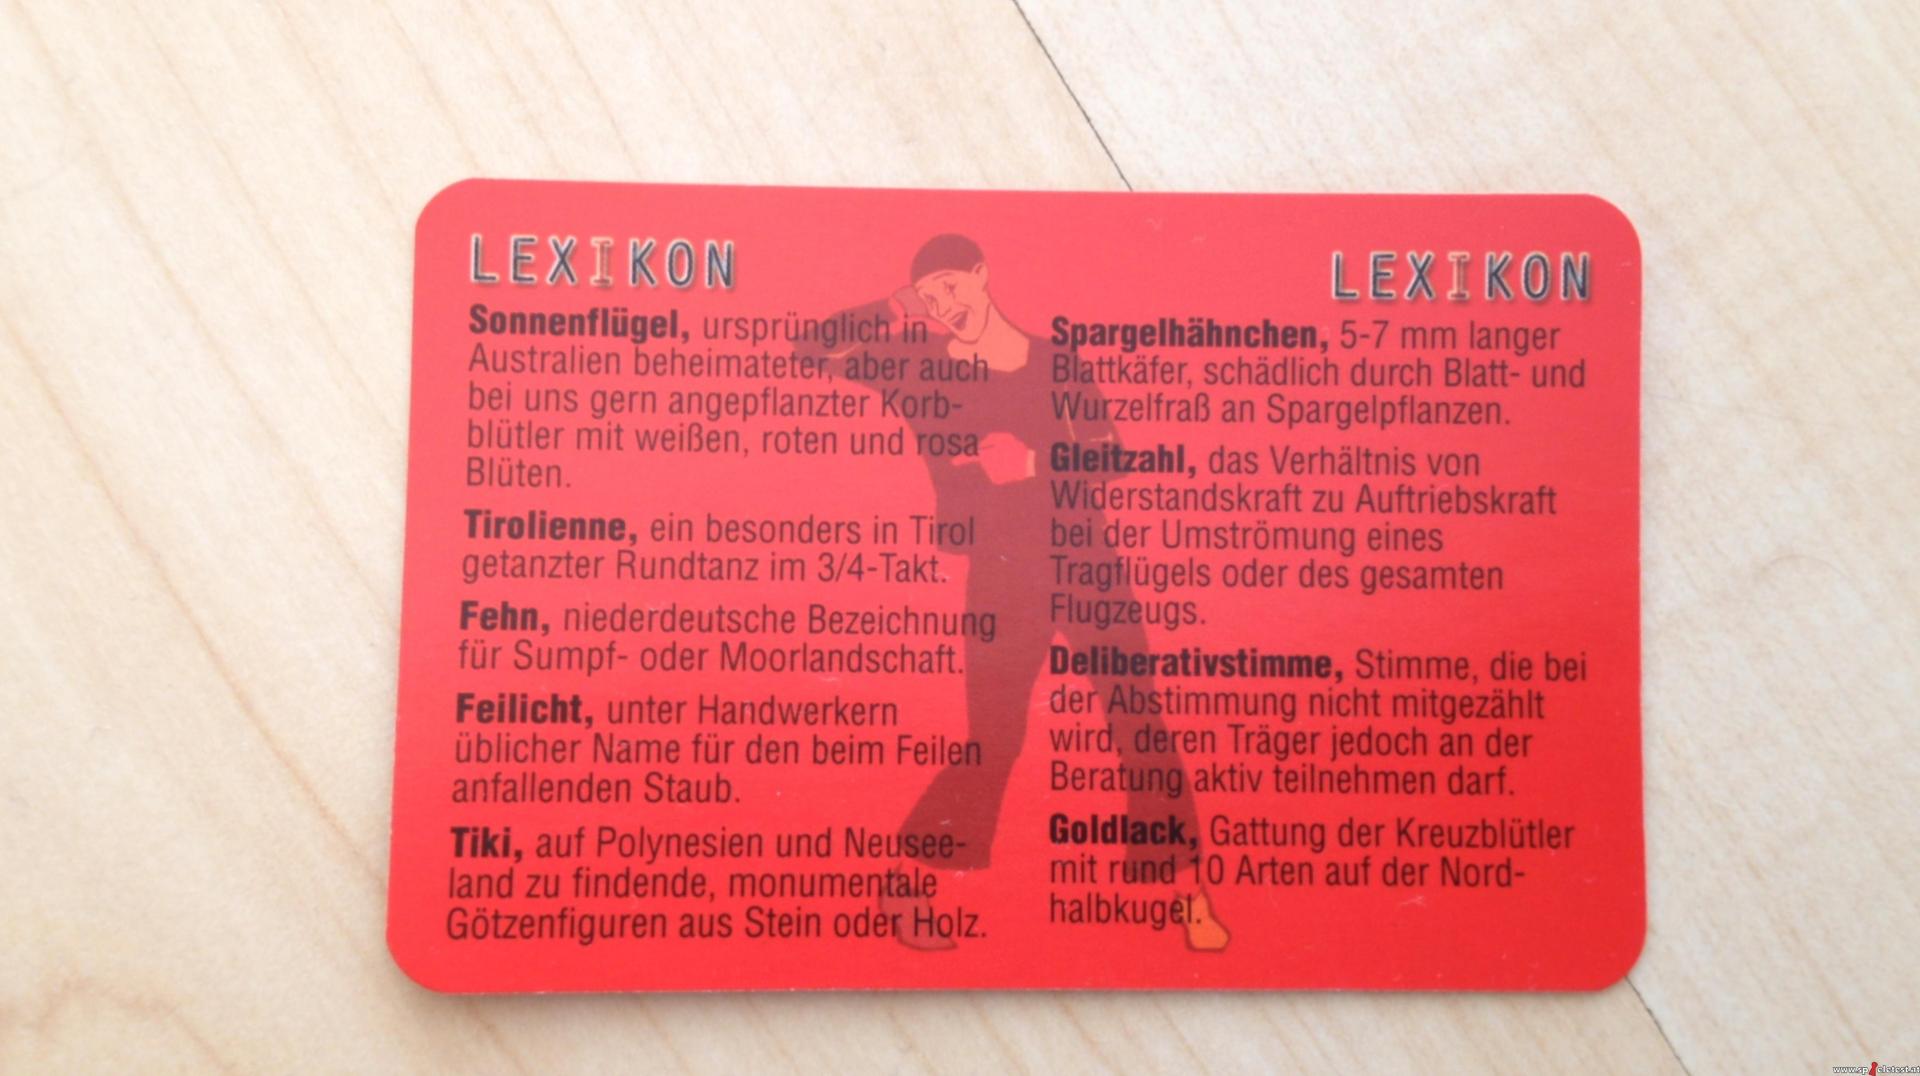 LEXIKON
Sonnenflügel, ursprünglich in
Australien beheimateter, aber auch
bei uns gern angepflanzter Korb-
blütler mit weißen, roten und rosa
Blüten.
Tirolienne, ein besonders in Tirol
getanzter Rundtanz im 3/4-Takt.
Fehn, niederdeutsche Bezeichnung
für Sumpf- oder Moorlandschaft.
Feilicht, unter Handwerkern
üblicher Name für den beim Feilen
anfallenden Staub.
Tiki, auf Polynesien und Neusee-
land zu findende, monumentale
Götzenfiguren aus Stein oder Holz.
LEXIKON
Spargelhähnchen, 5-7 mm langer
Blattkäfer, schädlich durch Blatt- und
Wurzelfraß an Spargelpflanzen.
Gleitzahl, das Verhältnis von
Widerstandskraft zu Auftriebskraft
bei der Umströmung eines
Tragflügels oder des gesamten
Flugzeugs.
Deliberativstimme, Stimme, die bei
der Abstimmung nicht mitgezählt
wird, deren Träger jedoch an der
Beratung aktiv teilnehmen darf.
Goldlack, Gattung der Kreuzblütler
mit rund 10 Arten auf der Nord-
halbkugel.
www.spieletest.at